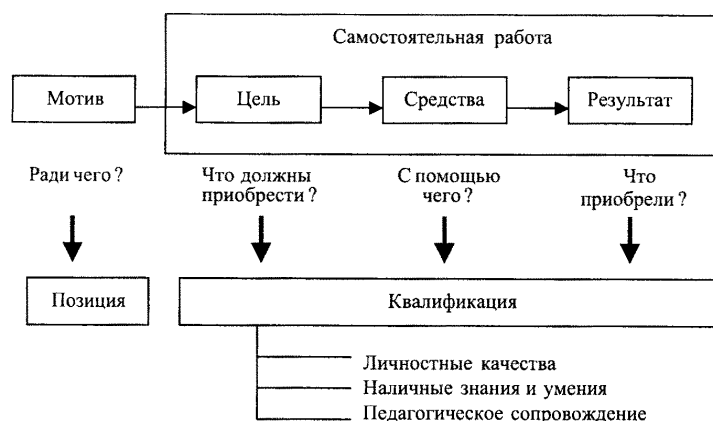 Самостоятельная работа
Мотив
Цель
Средства
Результат
Ради чего?
Что должны
приобрести?
С помощью
чего?
Что
приобрели?
Позиция
Квалификация
Личностные качества
Наличные знания и умения
Педагогическое сопровождение